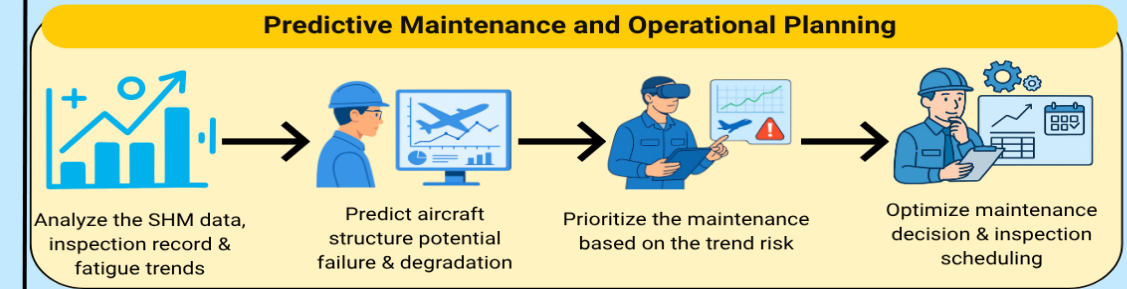 Predictive Maintenance and Operational Planning
Analyze the SHM data,
inspection record &
fatigue trends
Predict aircraft
structure potential
failure & degradation
Prioritize the maintenance
based on the trend risk
Optimize maintenance
decision & inspection
scheduling